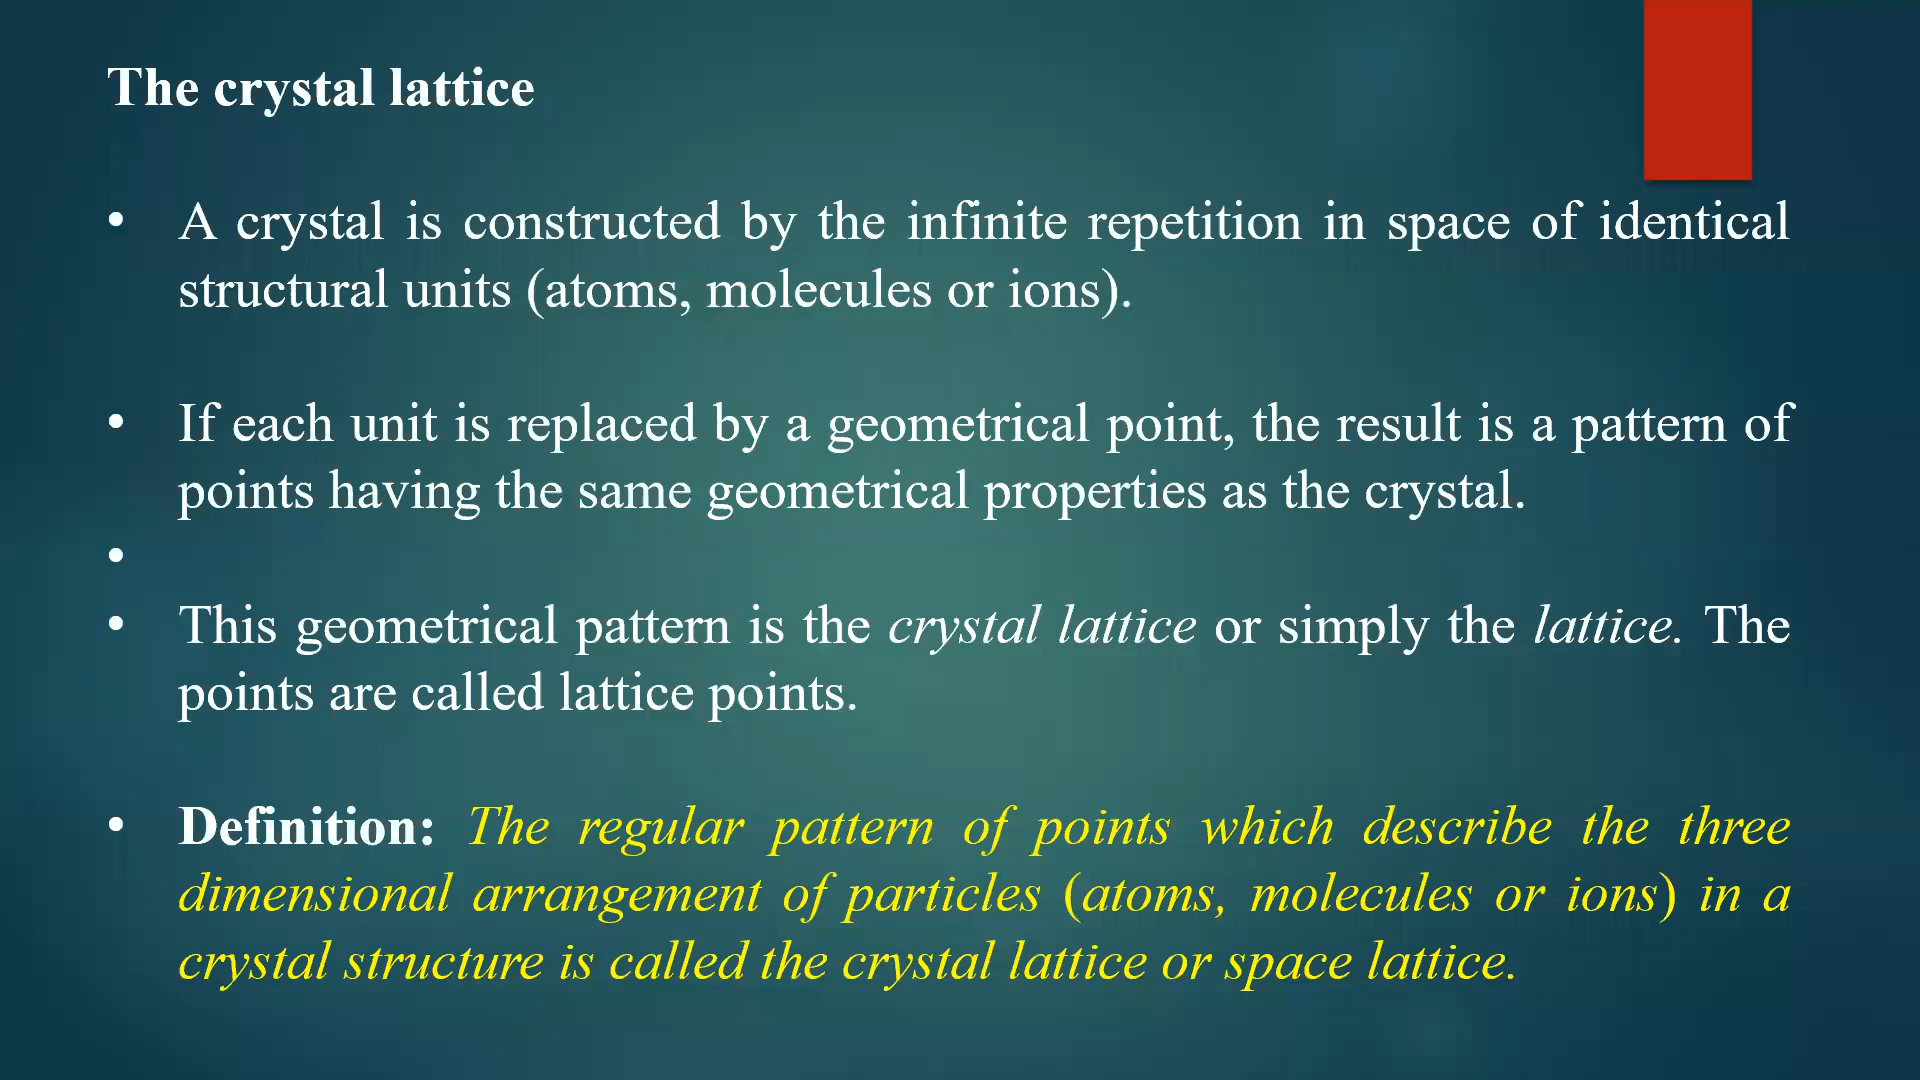 The crystal lattice
• A crystal is constructed by the infinite repetition in space of identical
structural units (atoms, molecules or ions).
• If each unit is replaced by a geometrical point, the result is a pattern of
points having the same geometrical properties as the crystal.
•
• This geometrical pattern is the crystal lattice or simply the lattice. The
points are called lattice points.
• Definition: The regular pattern of points which describe the three
dimensional arrangement of particles (atoms, molecules or ions) in a
crystal structure is called the crystal lattice or space lattice.